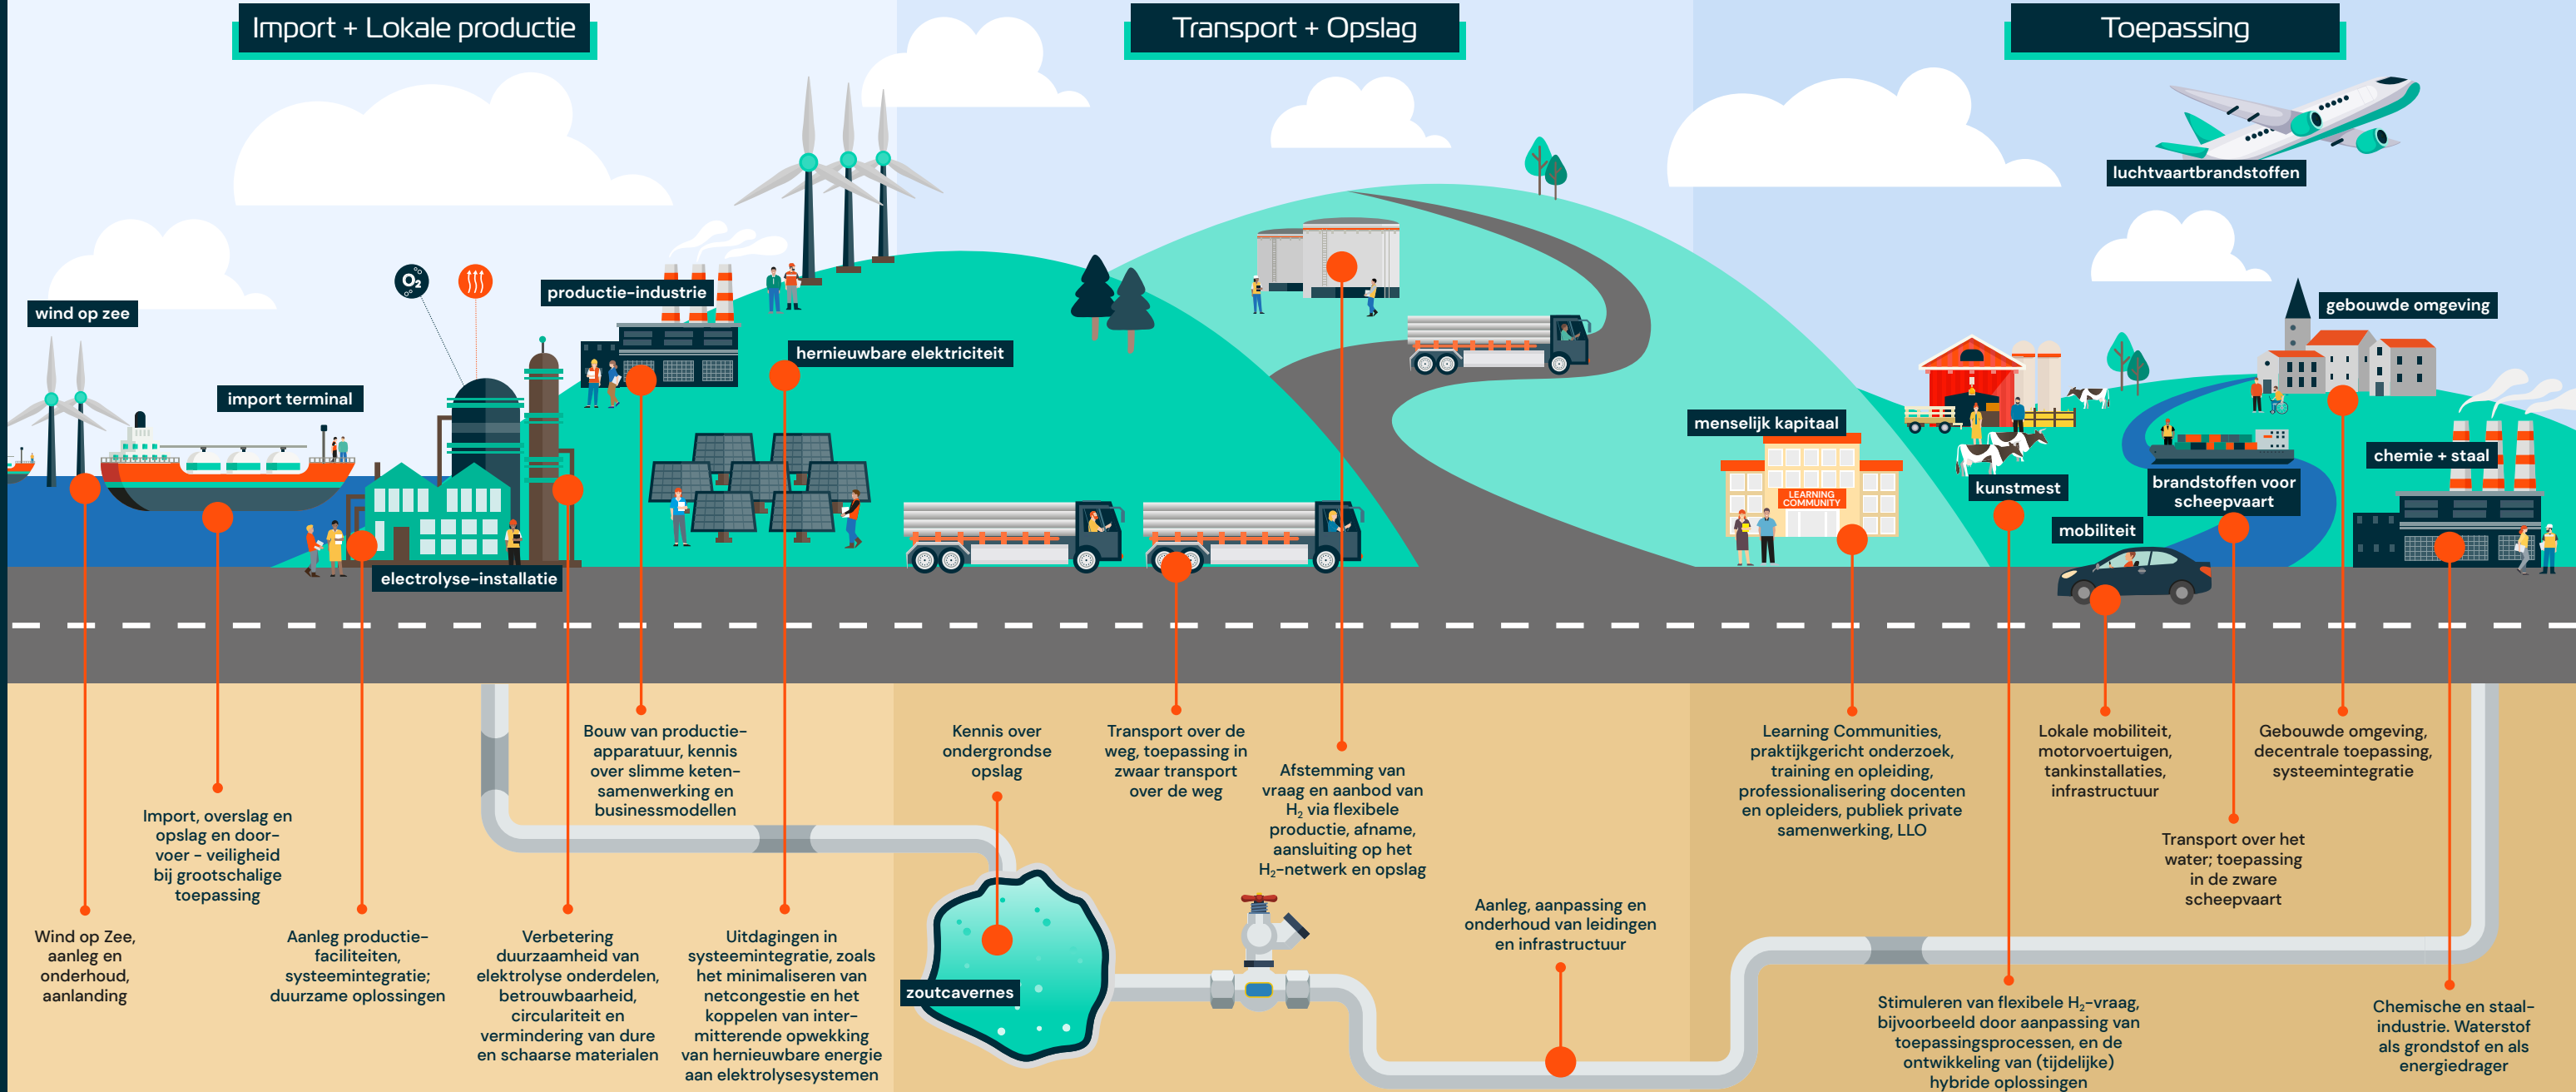 Import + Lokale productie
Transport + Opslag
Toepassing
luchtvaartbrandstoffen
wind op zee
O₂
productie-industrie
hernieuwbare elektriciteit
import terminal
electrolyse-installatie
menselijk kapitaal
LEARNING
COMMUNITY
gebouwde omgeving
kunstmest
brandstoffen voor
scheepvaart
chemie + staal
mobiliteit
Wind op Zee,
aanleg en
onderhoud,
aanlanding
Import, overslag en
opslag en door-
voer - veiligheid
bij grootschalige
toepassing
Aanleg productie-
faciliteiten,
systeemintegratie;
duurzame oplossingen
Verbetering
duurzaamheid van
elektrolyse onderdelen,
betrouwbaarheid,
circulariteit en
vermindering van dure
en schaarse materialen
Bouw van productie-
apparatuur, kennis
over slimme keten-
samenwerking en
businessmodellen
Uitdagingen in
systeemintegratie, zoals
het minimaliseren van
netcongestie en het
koppelen van inter-
mitterende opwekking
van hernieuwbare energie
aan elektrolysesystemen
Kennis over
ondergrondse
opslag
zoutcavernes
Transport over de
weg, toepassing in
zwaar transport
over de weg
Afstemming van
vraag en aanbod van
H₂ via flexibele
productie, afname,
aansluiting op het
H₂-netwerk en opslag
Aanleg, aanpassing en
onderhoud van leidingen
en infrastructuur
Learning Communities,
praktijkgericht onderzoek,
training en opleiding,
professionalisering docenten
en opleiders, publiek private
samenwerking, LLO
Stimuleren van flexibele H₂-vraag,
bijvoorbeeld door aanpassing van
toepassingsprocessen, en de
ontwikkeling van (tijdelijke)
hybride oplossingen
Lokale mobiliteit,
motorvoertuigen,
tankinstallaties,
infrastructuur
Transport over het
water; toepassing
in de zware
scheepvaart
Gebouwde omgeving,
decentrale toepassing,
systeemintegratie
Chemische en staal-
industrie. Waterstof
als grondstof en als
energiedrager